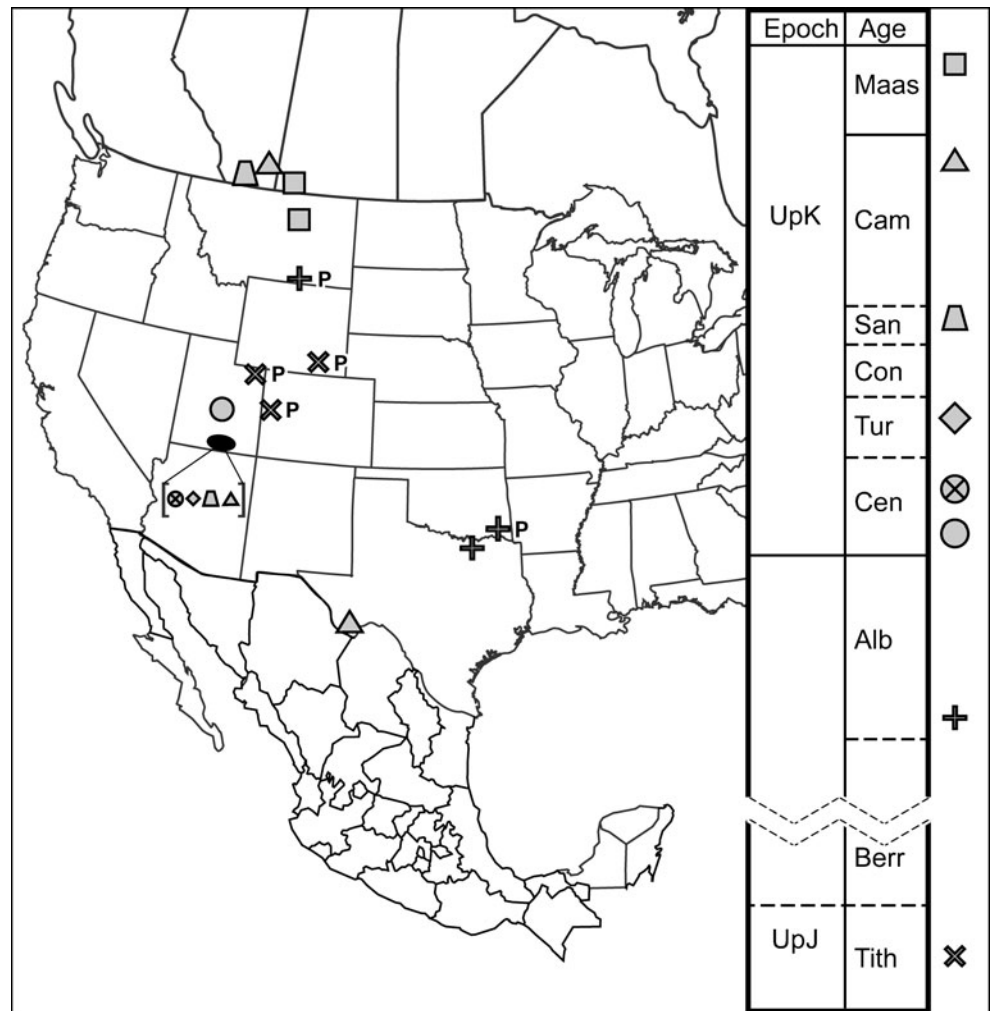 Epoch Age
Maas
UpK
Cam
San
Con
Tur
Cen
Alb
Berr
UpJ
Tith
P
P
P
P
P